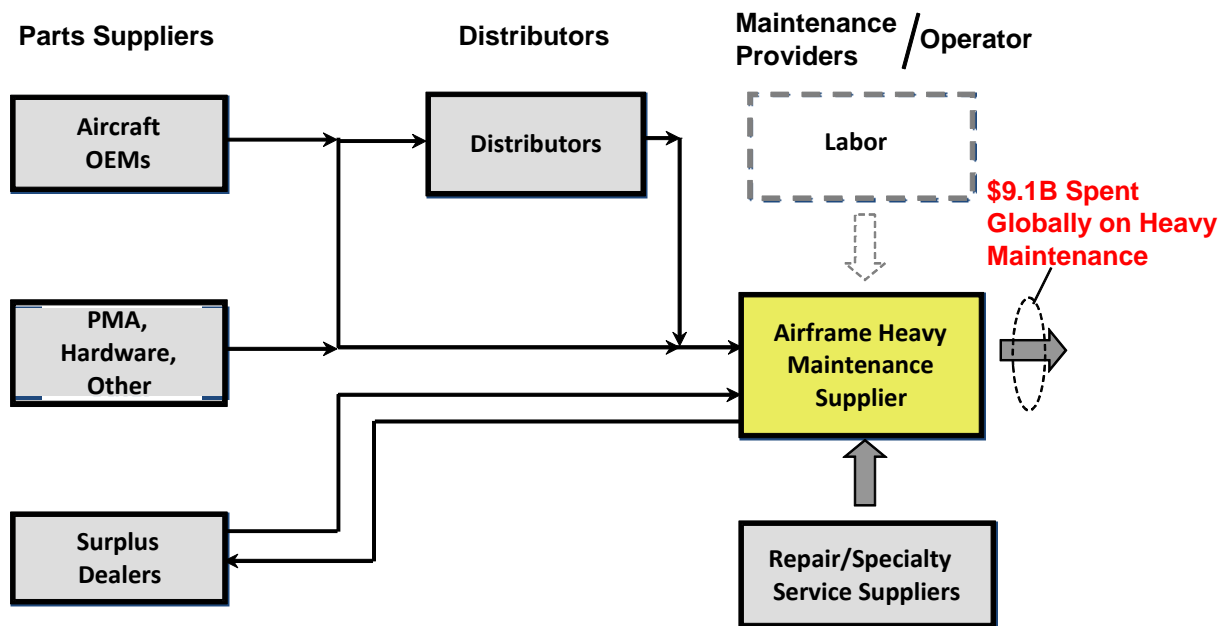 Parts Suppliers
Distributors
Maintenance
Providers
/Operator
Aircraft
OEMs
Distributors
Labor
$9.1B Spent
Globally on Heavy
Maintenance
PMA,
Hardware,
Other
Airframe Heavy
Maintenance
Supplier
Surplus
Dealers
Repair/Specialty
Service Suppliers